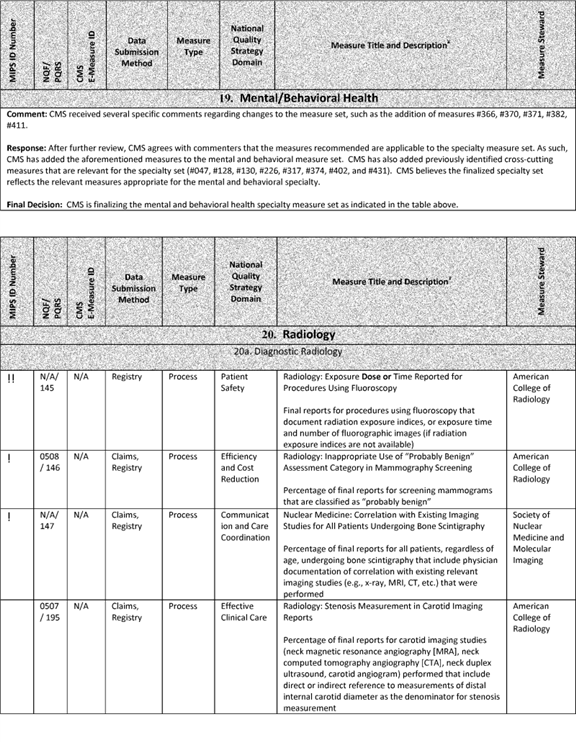 MIPS ID Number
NQF/
PQRS
CMS
E-Measure ID
Data
Submission
Method
Measure
Type
National
Quality
Strategy
Domain
Measure Title and Description¥
Measure Steward
19. Mental/Behavioral Health
Comment: CMS received several specific comments regarding changes to the measure set, such as the addition of measures #366, #370, #371, #382,
#411.
Response: After further review, CMS agrees with commenters that the measures recommended are applicable to the specialty measure set. As such,
CMS has added the aforementioned measures to the mental and behavioral measure set. CMS has also added previously identified cross-cutting
measures that are relevant for the specialty set (#047, #128, #130, #226, #317, #374, #402, and #431). CMS believes the finalized specialty set
reflects the relevant measures appropriate for the mental and behavioral specialty.
Final Decision: CMS is finalizing the mental and behavioral health specialty measure set as indicated in the table above.
MIPS ID Number
NQF/
PQRS
CMS
E-Measure ID
Data
Submission
Method
Measure
Type
National
Quality
Strategy
Domain
Measure Title and Description¥
Measure Steward
20. Radiology
20a. Diagnostic Radiology
!!
N/A/
145
N/A
Registry
Process
Patient
Safety
Radiology: Exposure Dose or Time Reported for
Procedures Using Fluoroscopy
Final reports for procedures using fluoroscopy that
document radiation exposure indices, or exposure time
and number of fluorographic images (if radiation
exposure indices are not available)
American
College of
Radiology
!
0508
/ 146
N/A
Claims,
Registry
Process
Efficiency
and Cost
Reduction
Radiology: Inappropriate Use of "Probably Benign"
Assessment Category in Mammography Screening
Percentage of final reports for screening mammograms
that are classified as "probably benign"
American
College of
Radiology
!
N/A/
147
N/A
Claims,
Registry
Process
Communicat
ion and Care
Coordination
Nuclear Medicine: Correlation with Existing Imaging
Studies for All Patients Undergoing Bone Scintigraphy
Percentage of final reports for all patients, regardless of
age, undergoing bone scintigraphy that include physician
documentation of correlation with existing relevant
imaging studies (e.g., x-ray, MRI, CT, etc.) that were
performed
Society of
Nuclear
Medicine and
Molecular
Imaging
0507
/ 195
N/A
Claims,
Registry
Process
Effective
Clinical Care
Radiology: Stenosis Measurement in Carotid Imaging
Reports
Percentage of final reports for carotid imaging studies
(neck magnetic resonance angiography [MRA], neck
computed tomography angiography [CTA], neck duplex
ultrasound, carotid angiogram) performed that include
direct or indirect reference to measurements of distal
internal carotid diameter as the denominator for stenosis
measurement
American
College of
Radiology